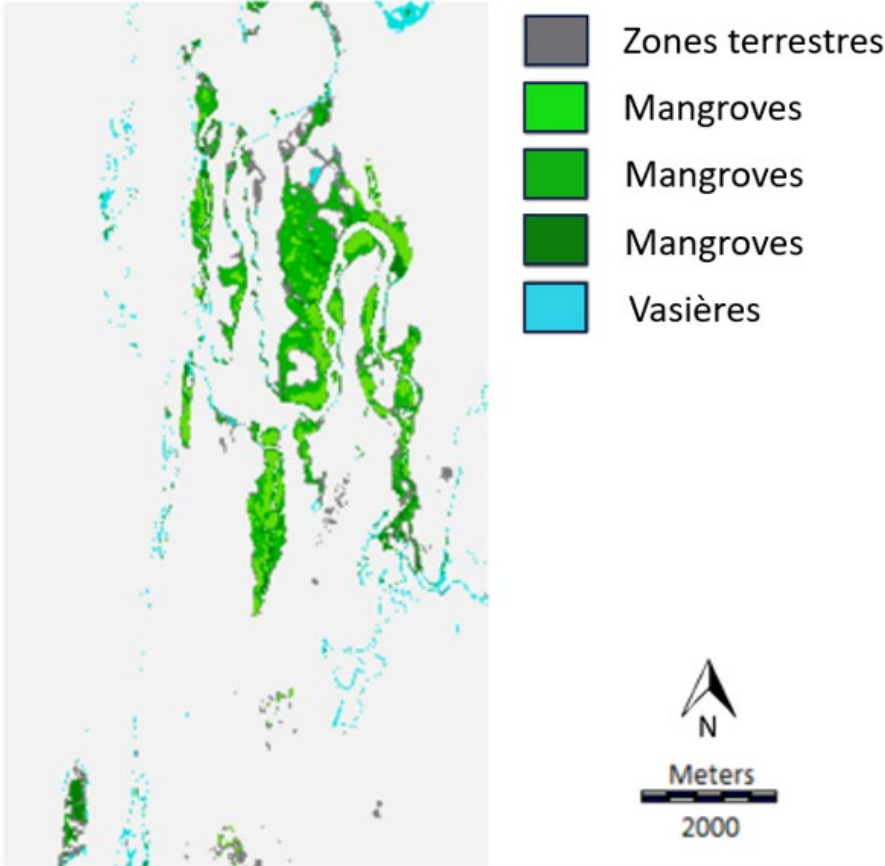 Zones terrestres
Mangroves
Mangroves
Mangroves
Vasières
N
Meters
2000